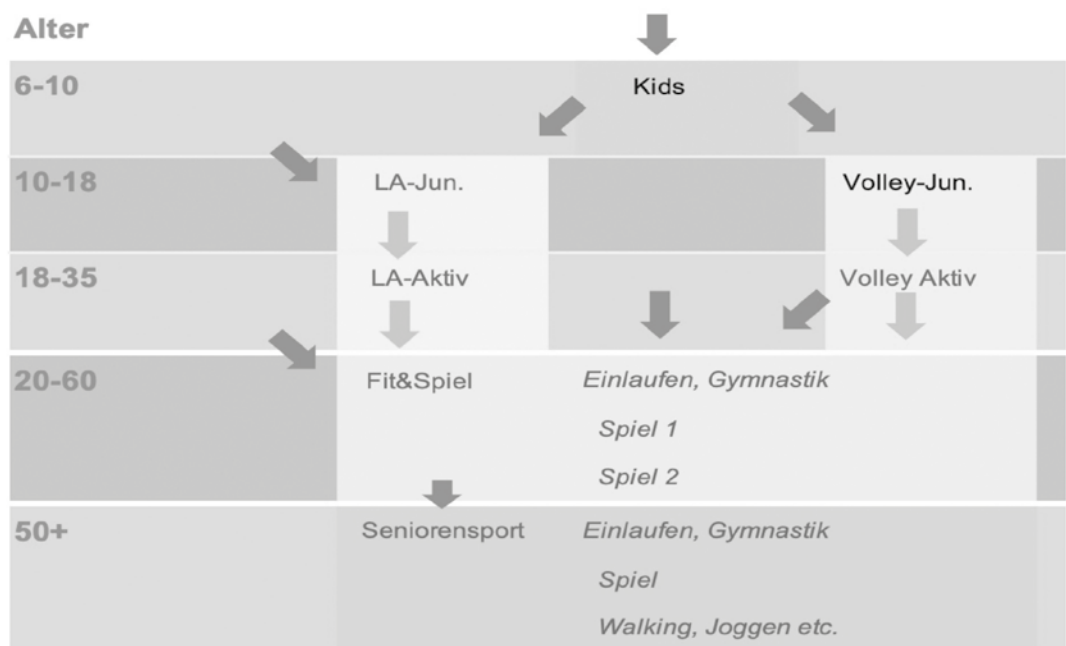 Alter
6-10 Kids
10-18 LA-Jun. Volley-Jun.
18-35 LA-Aktiv Volley Aktiv
20-60 Fit&Spiel Einlaufen, Gymnastik
Spiel 1
Spiel 2
50+ Seniorensport Einlaufen, Gymnastik
Spiel
Walking, Joggen etc.